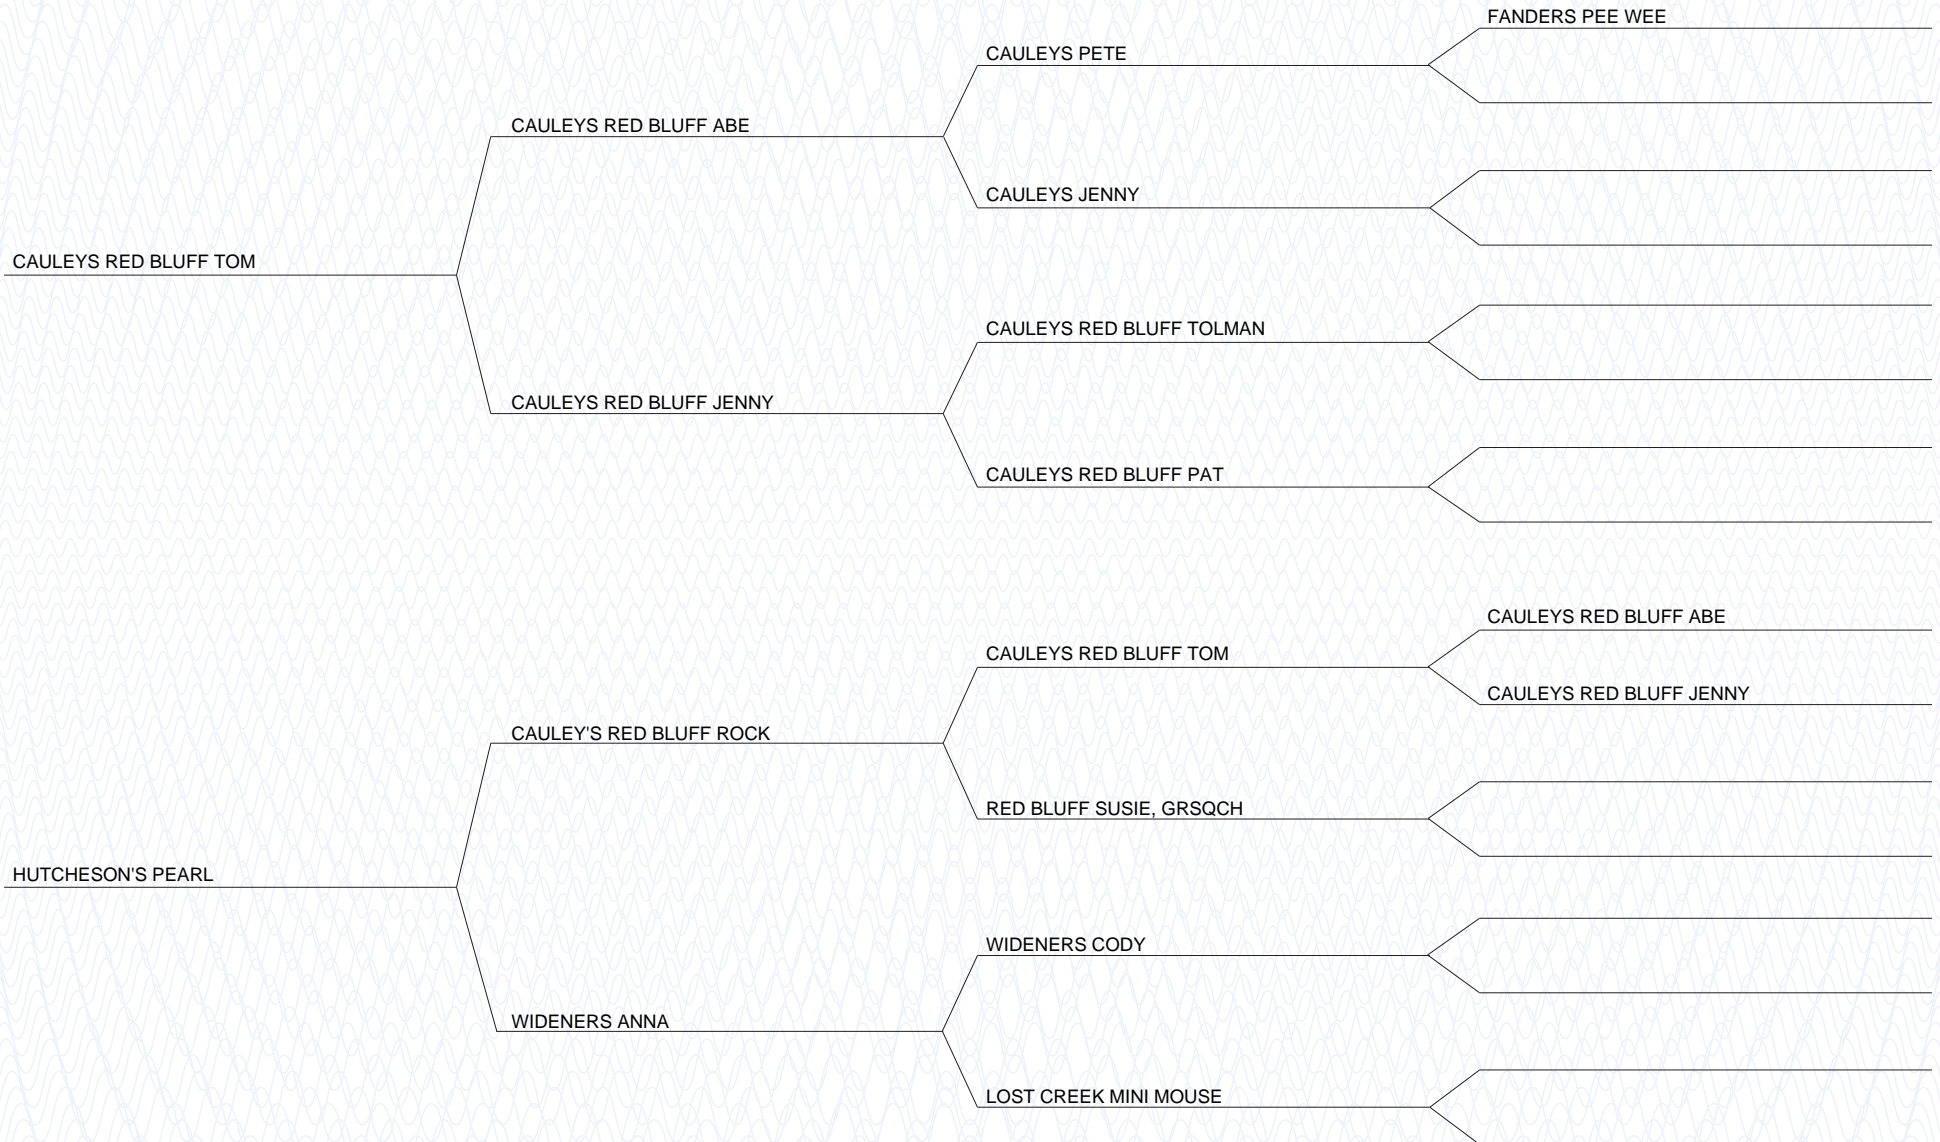 FANDERS PEE WEE
CAULEYS PETE
CAULEYS RED BLUFF ABE
CAULEYS JENNY
CAULEYS RED BLUFF TOM
CAULEYS RED BLUFF TOLMAN
CAULEYS RED BLUFF JENNY
CAULEYS RED BLUFF PAT
CAULEYS RED BLUFF ABE
CAULEYS RED BLUFF TOM
CAULEYS RED BLUFF JENNY
CAULEY'S RED BLUFF ROCK
RED BLUFF SUSIE, GRSQCH
HUTCHESON'S PEARL
WIDENERS CODY
WIDENERS ANNA
LOST CREEK MINI MOUSE